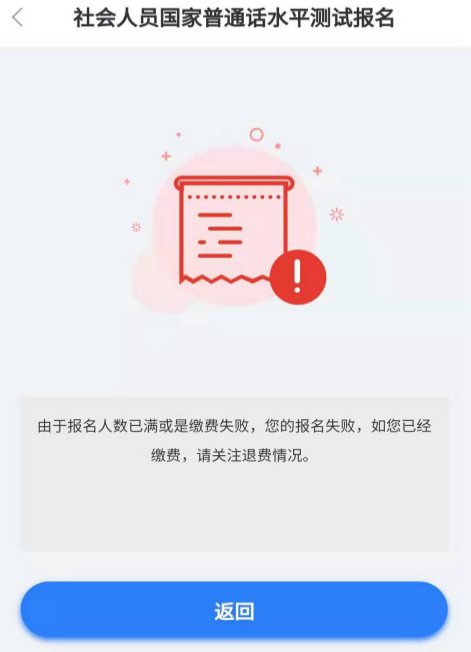 社会人员国家普通话水平测试报名
由于报名人数已满或是缴费失败，您的报名失败，如您已经
缴费，请关注退费情况。
返回